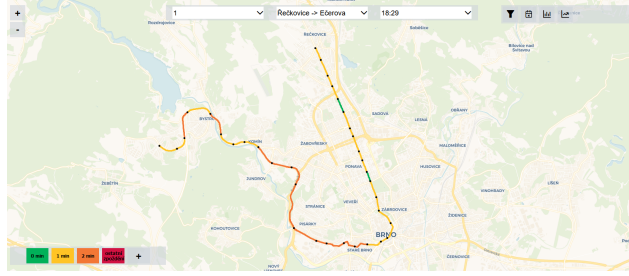 +
1
Řečkovice -> Ečerova
18:29
-
Rozdrojovice
Soběšice
ŘEČKOVICE
Bílovice nad
Svitavou
SADOVÁ
OBŘANY
LESNÁ
BYSTRC
KOMÍN
ŽABOVŘESKY
MALOMĚŘICE
PONAVA
HUSOVICE
ŽEBĚTÍN
JUNDROV
VINOHRADY
LÍŠEŇ
STRÁNICE
VEVEŘÍ
ZÁBRDOVICE
ŽIDENICE
PISÁRKY
KOHOUTOVICE
BRNO
STARÉ BRNO
ČERNOVICE
NOVÝ
0 min
1 min
2 min
+